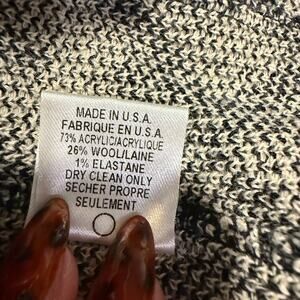 MADE IN U.S.A.
FABRIQUE EN U.S.A.
73% ACRYLIC/ACRYLIQUE
26% WOOL/LAINE
1% ELASTANE
DRY CLEAN ONLY
SECHER PROPRE
SEULEMENT